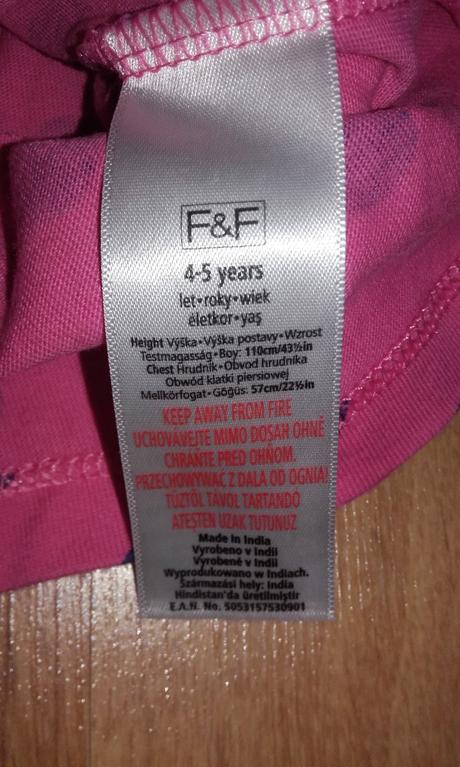 F&F
4-5 years
let•roky•wiek
életkor•yaş
Height Výška•Výška postavy•Wzrost
Testmagasság•Boy: 110cm/43½in
Chest Hrudník•Obvod hrudníka
Obwód klatki piersiowej
Mellkörfogat•Göğüs: 57cm/22½in
KEEP AWAY FROM FIRE
UCHOVÁVEJTE MIMO DOSAH OHNĚ
CHRAŇTE PRED OHŇOM.
PRZECHOWYWAĆ Z DALA OD OGNIA!
TŰZTŐL TÁVOL TARTANDÓ
ATEŞTEN UZAK TUTUNUZ
Made in India
Vyrobeno v Indii
Vyrobené v Indii
Wyprodukowano w Indiach.
Származási hely: India
Hindistan'da üretilmiştir
E.A.N. No. 5053157530901